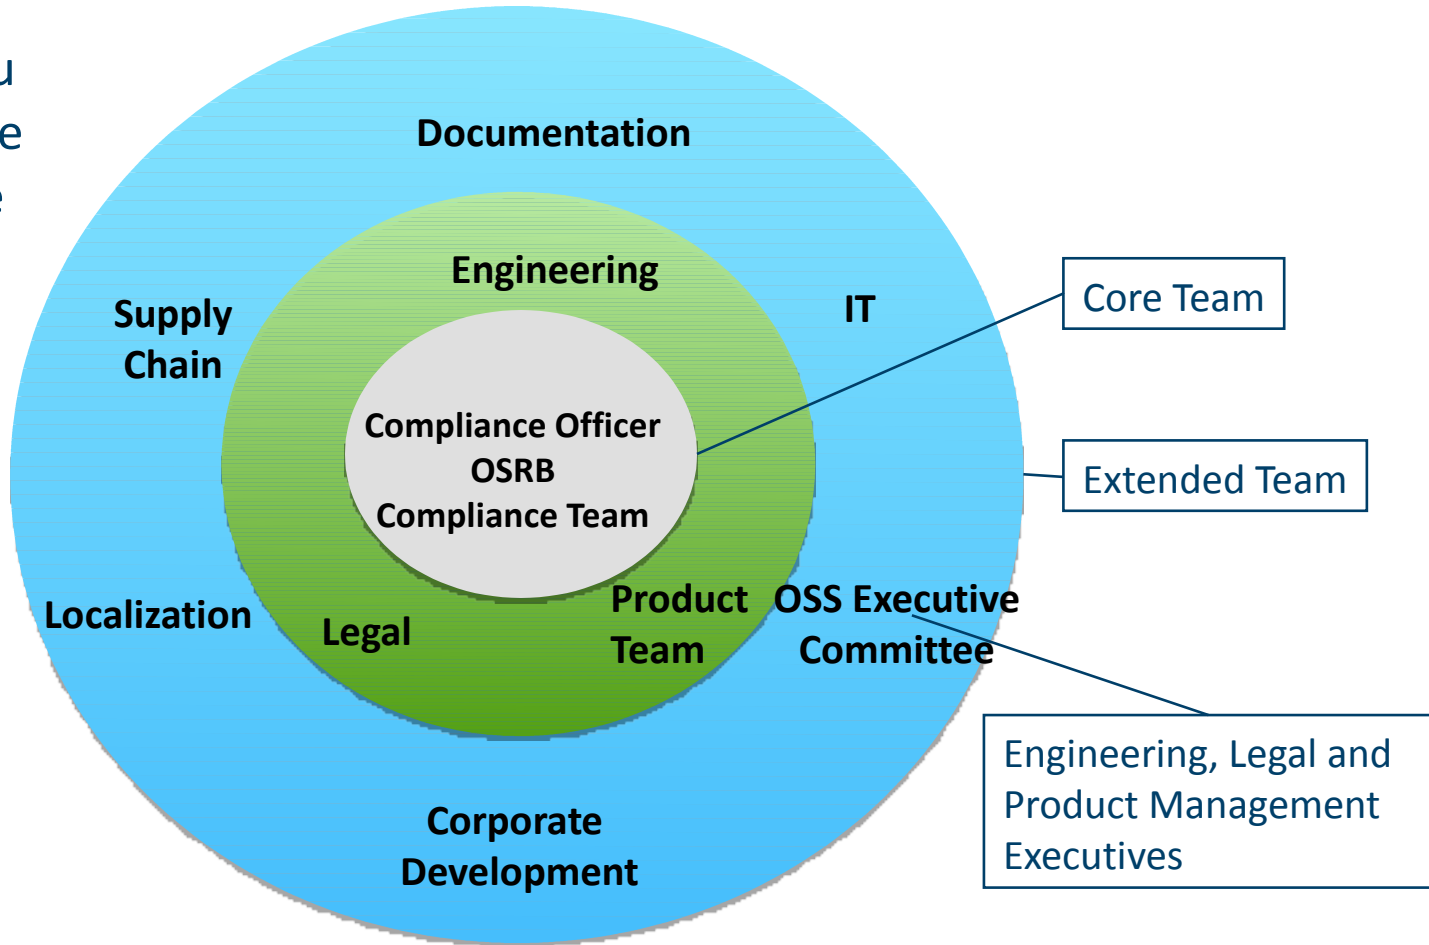 Documentation
Engineering
Supply
Chain
IT
Core Team
Compliance Officer
OSRB
Compliance Team
Extended Team
Localization
Legal
Product
Team
OSS Executive
Committee
Engineering, Legal and
Product Management
Executives
Corporate
Development